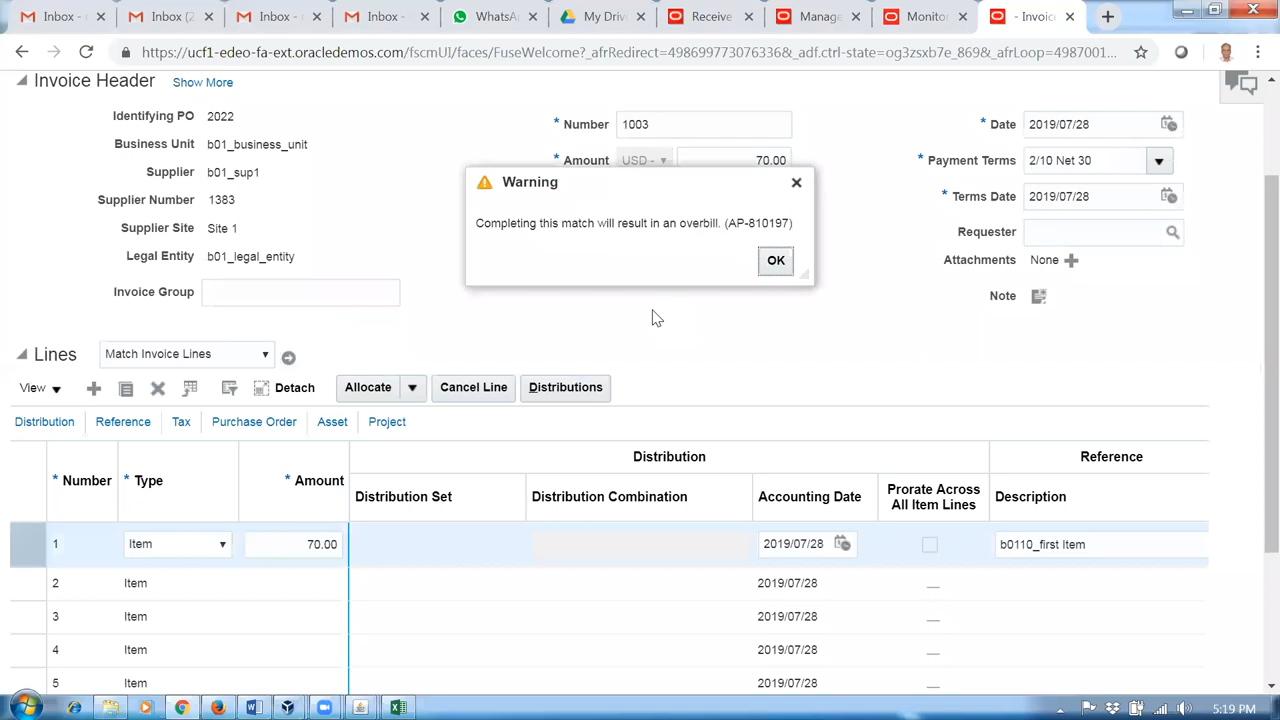 Inbox - 
Inbox 
Inbox 
Inbox - 
WhatsA
My Driv
Receiv
Manage
Monito
- Invoic
https://ucf1-edeo-fa-ext.oracledemos.com/fscmUI/faces/FuseWelcome?_afrRedirect=498699773076336&_adf.ctrl-state=og3zsxb7e_869&_afrLoop=4987001...
Invoice Header Show More
Identifying PO 2022
Business Unit b01_business_unit
Supplier b01_sup1
Supplier Number 1383
Supplier Site Site 1
Legal Entity b01_legal_entity
Invoice Group
* Number 1003
* Amount USD - 70.00
* Date 2019/07/28
* Payment Terms 2/10 Net 30
* Terms Date 2019/07/28
Requester
Attachments None
Note
Warning
Completing this match will result in an overbill. (AP-810197)
OK
Lines Match Invoice Lines
View Detach Allocate Cancel Line Distributions
Distribution Reference Tax Purchase Order Asset Project
Distribution Reference
* Number * Type * Amount Distribution Set Distribution Combination Accounting Date Prorate Across All Item Lines Description
1 Item 70.00 2019/07/28 b0110_first Item
2 Item 2019/07/28
3 Item 2019/07/28
4 Item 2019/07/28
5 Item 2019/07/28
5:19 PM